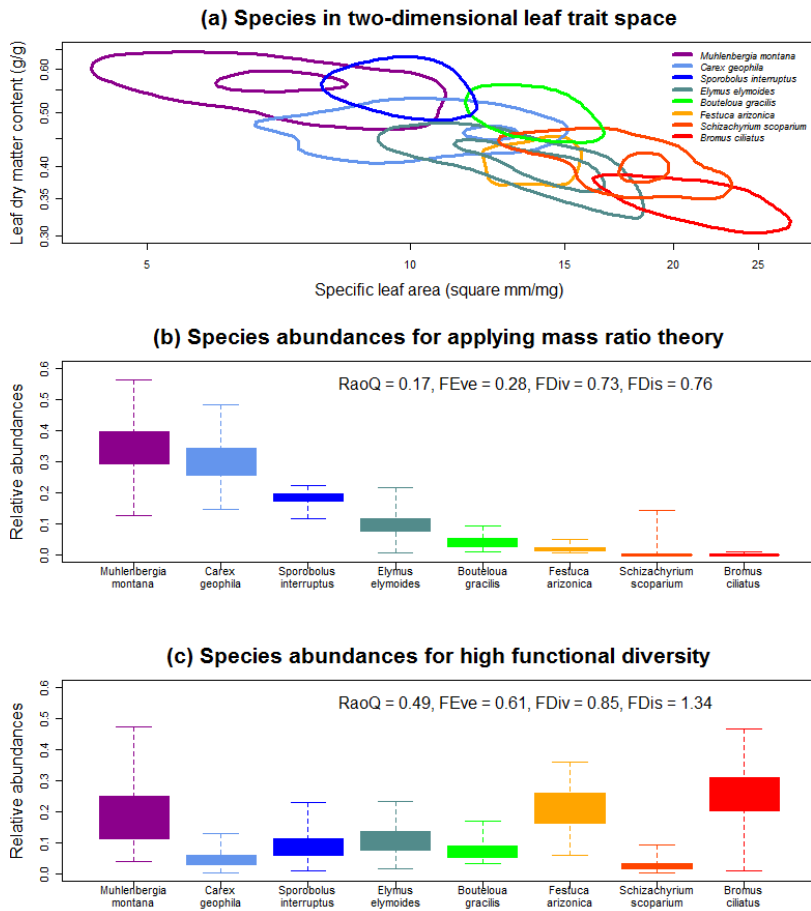 (a) Species in two-dimensional leaf trait space
Leaf dry matter content (g/g)
0.60
0.50
0.40
0.35
0.30
Muhlenbergia montana
Carex geophila
Sporobolus interruptus
Elymus elymoides
Bouteloua gracilis
Festuca arizonica
Schizachyrium scoparium
Bromus ciliatus
5 10 15 20 25
Specific leaf area (square mm/mg)
(b) Species abundances for applying mass ratio theory
RaoQ = 0.17, FEve = 0.28, FDiv = 0.73, FDis = 0.76
Relative abundances
0.6
0.5
0.4
0.3
0.2
0.1
0.0
Muhlenbergia Carex Sporobolus Elymus Bouteloua Festuca Schizachyrium Bromus
montana geophila interruptus elymoides gracilis arizonica scoparium ciliatus
(c) Species abundances for high functional diversity
RaoQ = 0.49, FEve = 0.61, FDiv = 0.85, FDis = 1.34
Relative abundances
0.6
0.5
0.4
0.3
0.2
0.1
0.0
Muhlenbergia Carex Sporobolus Elymus Bouteloua Festuca Schizachyrium Bromus
montana geophila interruptus elymoides gracilis arizonica scoparium ciliatus